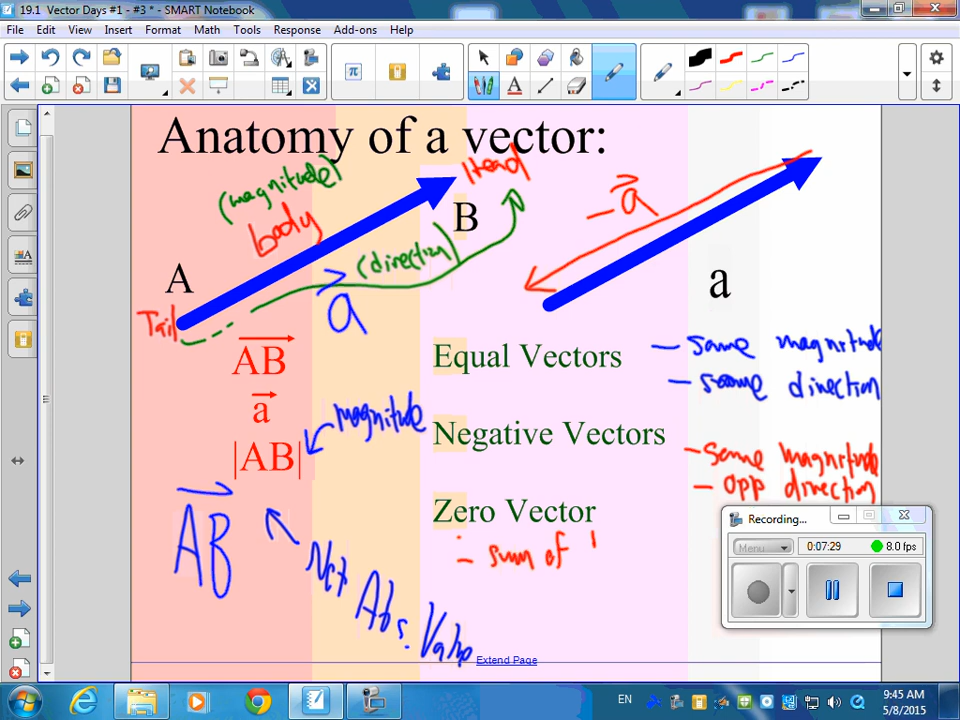 19.1 Vector Days #1 - #3 * - SMART Notebook
File Edit View Insert Format Math Tools Response Add-ons Help
Anatomy of a vector:
(magnitude)
body
Head
B
(direction)
A
Tail
a
-a
a
AB
a
|AB|
magnitude
AB
Not Abs. Value
Equal Vectors
- same magnitude
- same direction
Negative Vectors
- same magnitude
- opp direction
Zero Vector
- sum of
Recording...
Menu
0:07:29
8.0 fps
Extend Page
EN
9:45 AM
5/8/2015